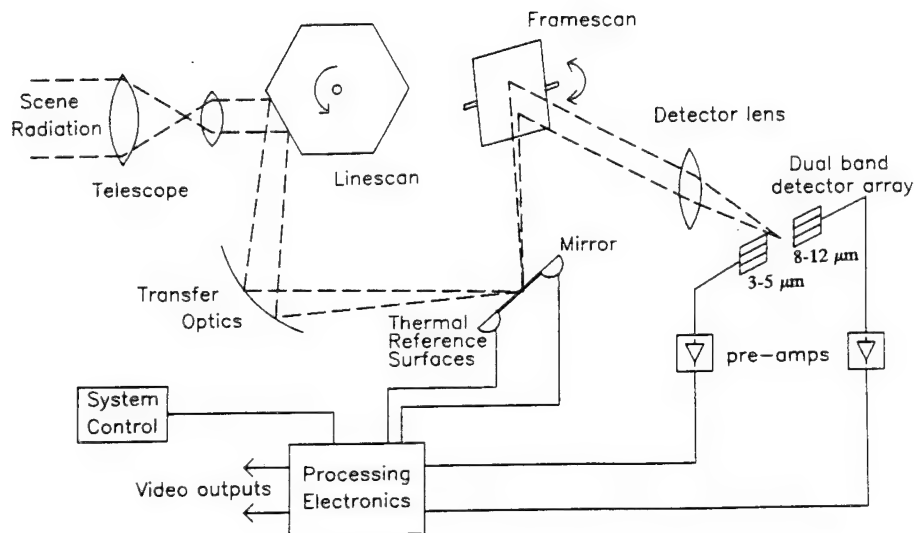 Framescan
Scene
Radiation
Telescope
Linescan
Detector lens
Dual band
detector array
8-12 μm
3-5 μm
Mirror
Transfer
Optics
Thermal
Reference
Surfaces
pre-amps
System
Control
Processing
Electronics
Video outputs